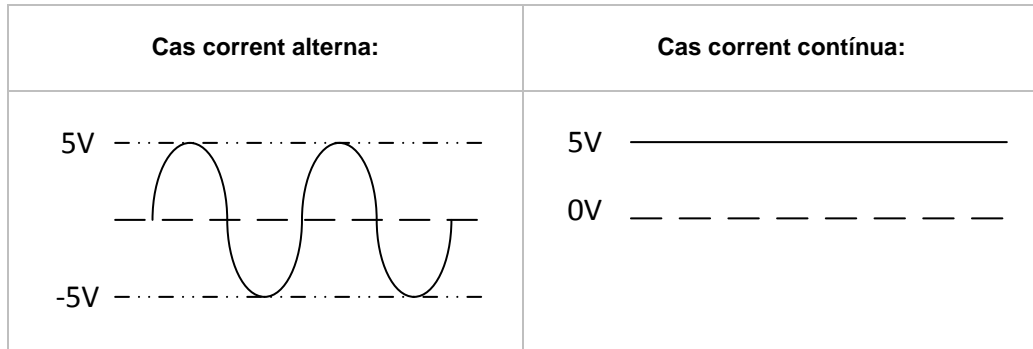 Cas corrent alterna:
Cas corrent contínua:
5V
-5V
5V
0V